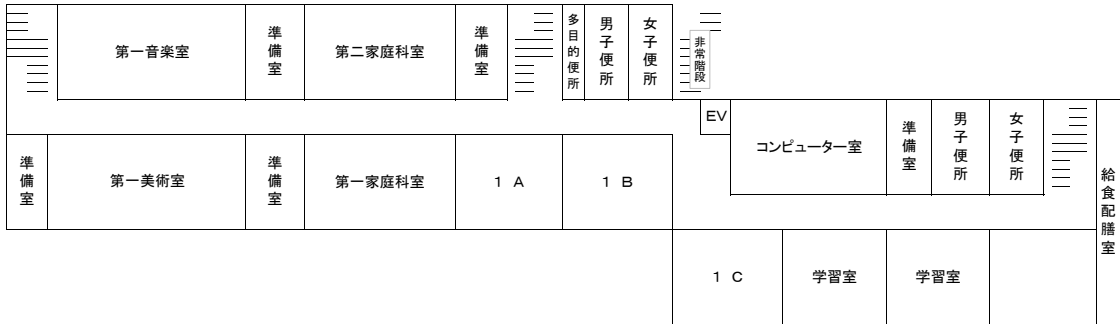 第一音楽室
準備室
第二家庭科室
準備室
多目的便所
男子便所
女子便所
非常階段
EV
コンピューター室
準備室
男子便所
女子便所
給食配膳室
準備室
第一美術室
準備室
第一家庭科室
1 A
1 B
1 C
学習室
学習室